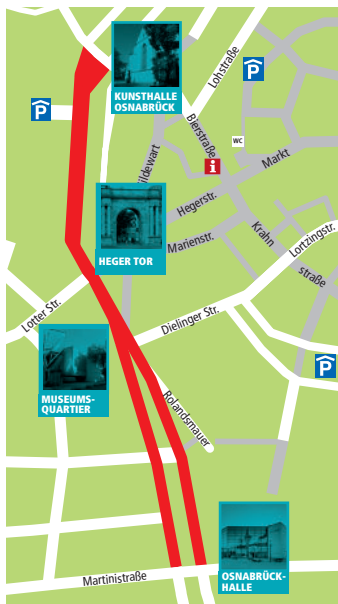 KUNSTHALLE
OSNABRÜCK
Lohstraße
P
P
Bierstraße
WC
i
Markt
ildewart
Hegerstr.
HEGER TOR
Marienstr.
Krahn
straße
Lortzingstr.
Lotter Str.
Dielinger Str.
MUSEUMS-
QUARTIER
P
Rolandsmauer
OSNABRÜCK-
HALLE
Martinistraße